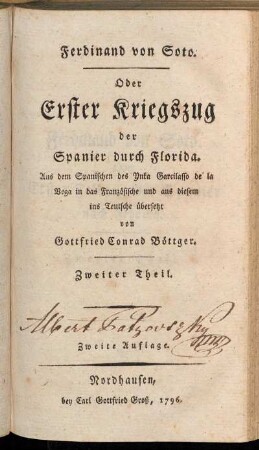 Ferdinand von Soto.
Oder
Erster Kriegszug
der
Spanier durch Florida.
Aus dem Spanischen des Ynka Garcilasso de la
Vega in das Französische und aus diesem
ins Teutsche übersetzt
von
Gottfried Conrad Böttger.
Zweiter Theil.
Albert
Zweite Auflage.
Nordhausen,
bey Carl Gottfried Groß, 1796.